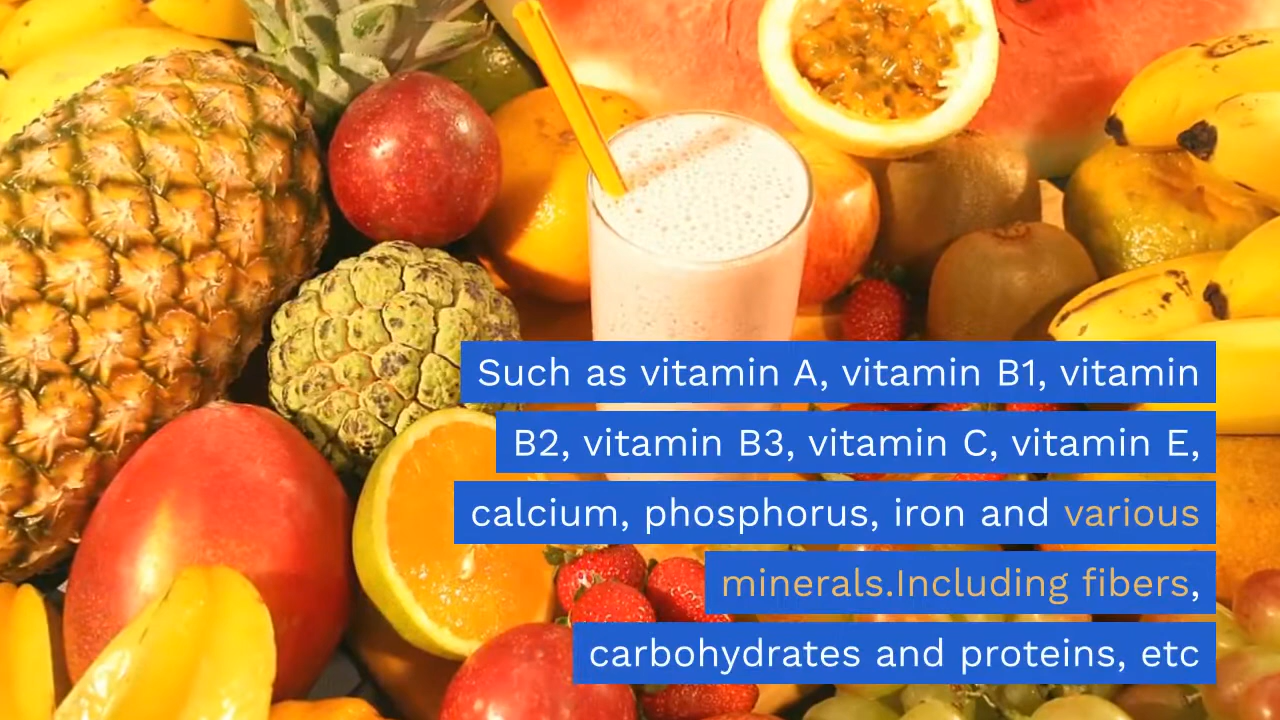 Such as vitamin A, vitamin B1, vitamin
B2, vitamin B3, vitamin C, vitamin E,
calcium, phosphorus, iron and various
minerals.Including fibers,
carbohydrates and proteins, etc